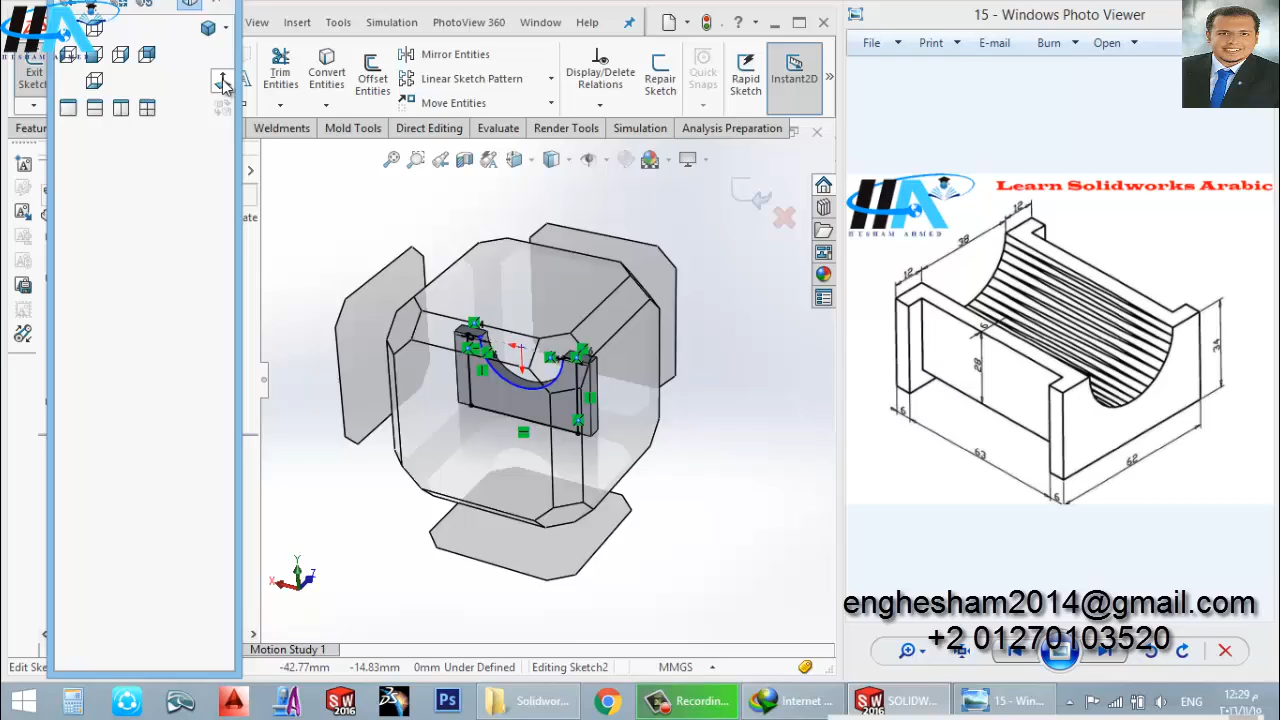 View
Insert
Tools
Simulation
PhotoView 360
Window
Help
?
Exit
Sketch
Trim
Entities
Convert
Entities
Offset
Entities
Mirror Entities
Linear Sketch Pattern
Move Entities
Display/Delete
Relations
Repair
Sketch
Quick
Snaps
Rapid
Sketch
Instant2D
Weldments
Mold Tools
Direct Editing
Evaluate
Render Tools
Simulation
Analysis Preparation
15 - Windows Photo Viewer
File
Print
E-mail
Burn
Open
HESHAM AHMED
Learn Solidworks Arabic
12
38
12
6
28
34
6
63
6
62
Y
X
Z
Motion Study 1
-42.77mm
-14.83mm
0mm
Under Defined
Editing Sketch2
MMGS
enghesham2014@gmail.com
+2 01270103520
SW
2016
Ps
Solidwor...
Recordin...
Internet ...
SOLIDW...
15 - Win...
ENG
12:29 م